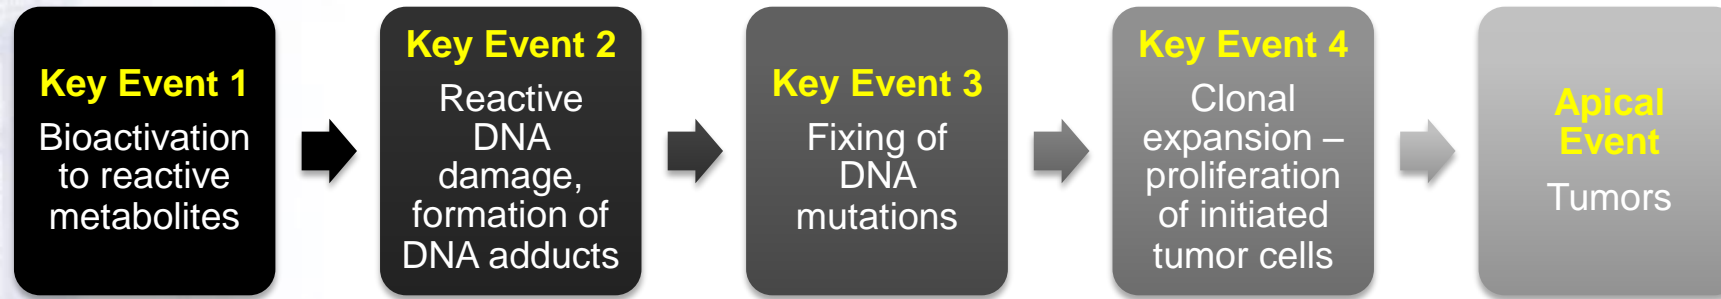 Key Event 1
Bioactivation
to reactive
metabolites
Key Event 2
Reactive
DNA
damage,
formation of
DNA adducts
Key Event 3
Fixing of
DNA
mutations
Key Event 4
Clonal
expansion –
proliferation
of initiated
tumor cells
Apical
Event
Tumors